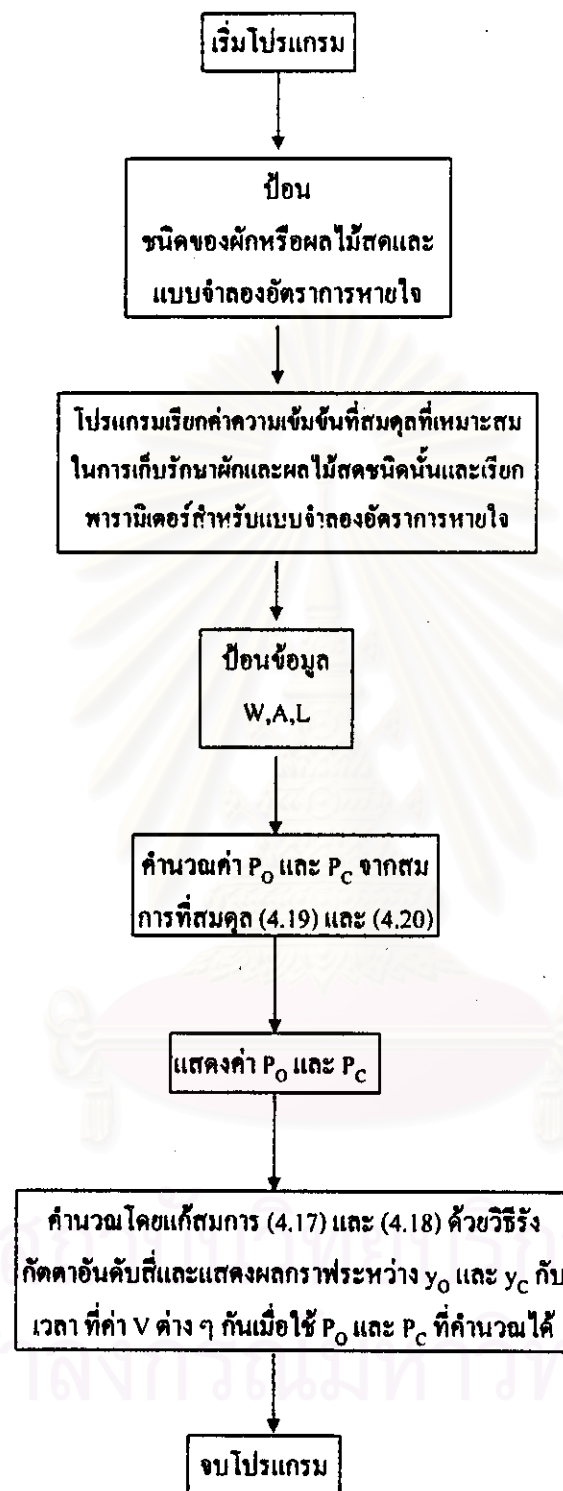 เริ่มโปรแกรม
ป้อน
ชนิดของผักหรือผลไม้สดและ
แบบจำลองอัตราการหายใจ
โปรแกรมเรียกค่าความเข้มข้นที่สมดุลที่เหมาะสม
ในการเก็บรักษาผักและผลไม้สดชนิดนั้นและเรียก
พารามิเตอร์สำหรับแบบจำลองอัตราการหายใจ
ป้อนข้อมูล
W,A,L
คำนวณค่า P_O และ P_C จากสม
การที่สมดุล (4.19) และ (4.20)
แสดงค่า P_O และ P_C
คำนวณโดยแก้สมการ (4.17) และ (4.18) ด้วยวิธีรัง
กัตตาอันดับสี่และแสดงผลกราฟระหว่าง y_O และ y_C กับ
เวลา ที่ค่า V ต่าง ๆ กันเมื่อใช้ P_O และ P_C ที่คำนวณได้
จบโปรแกรม